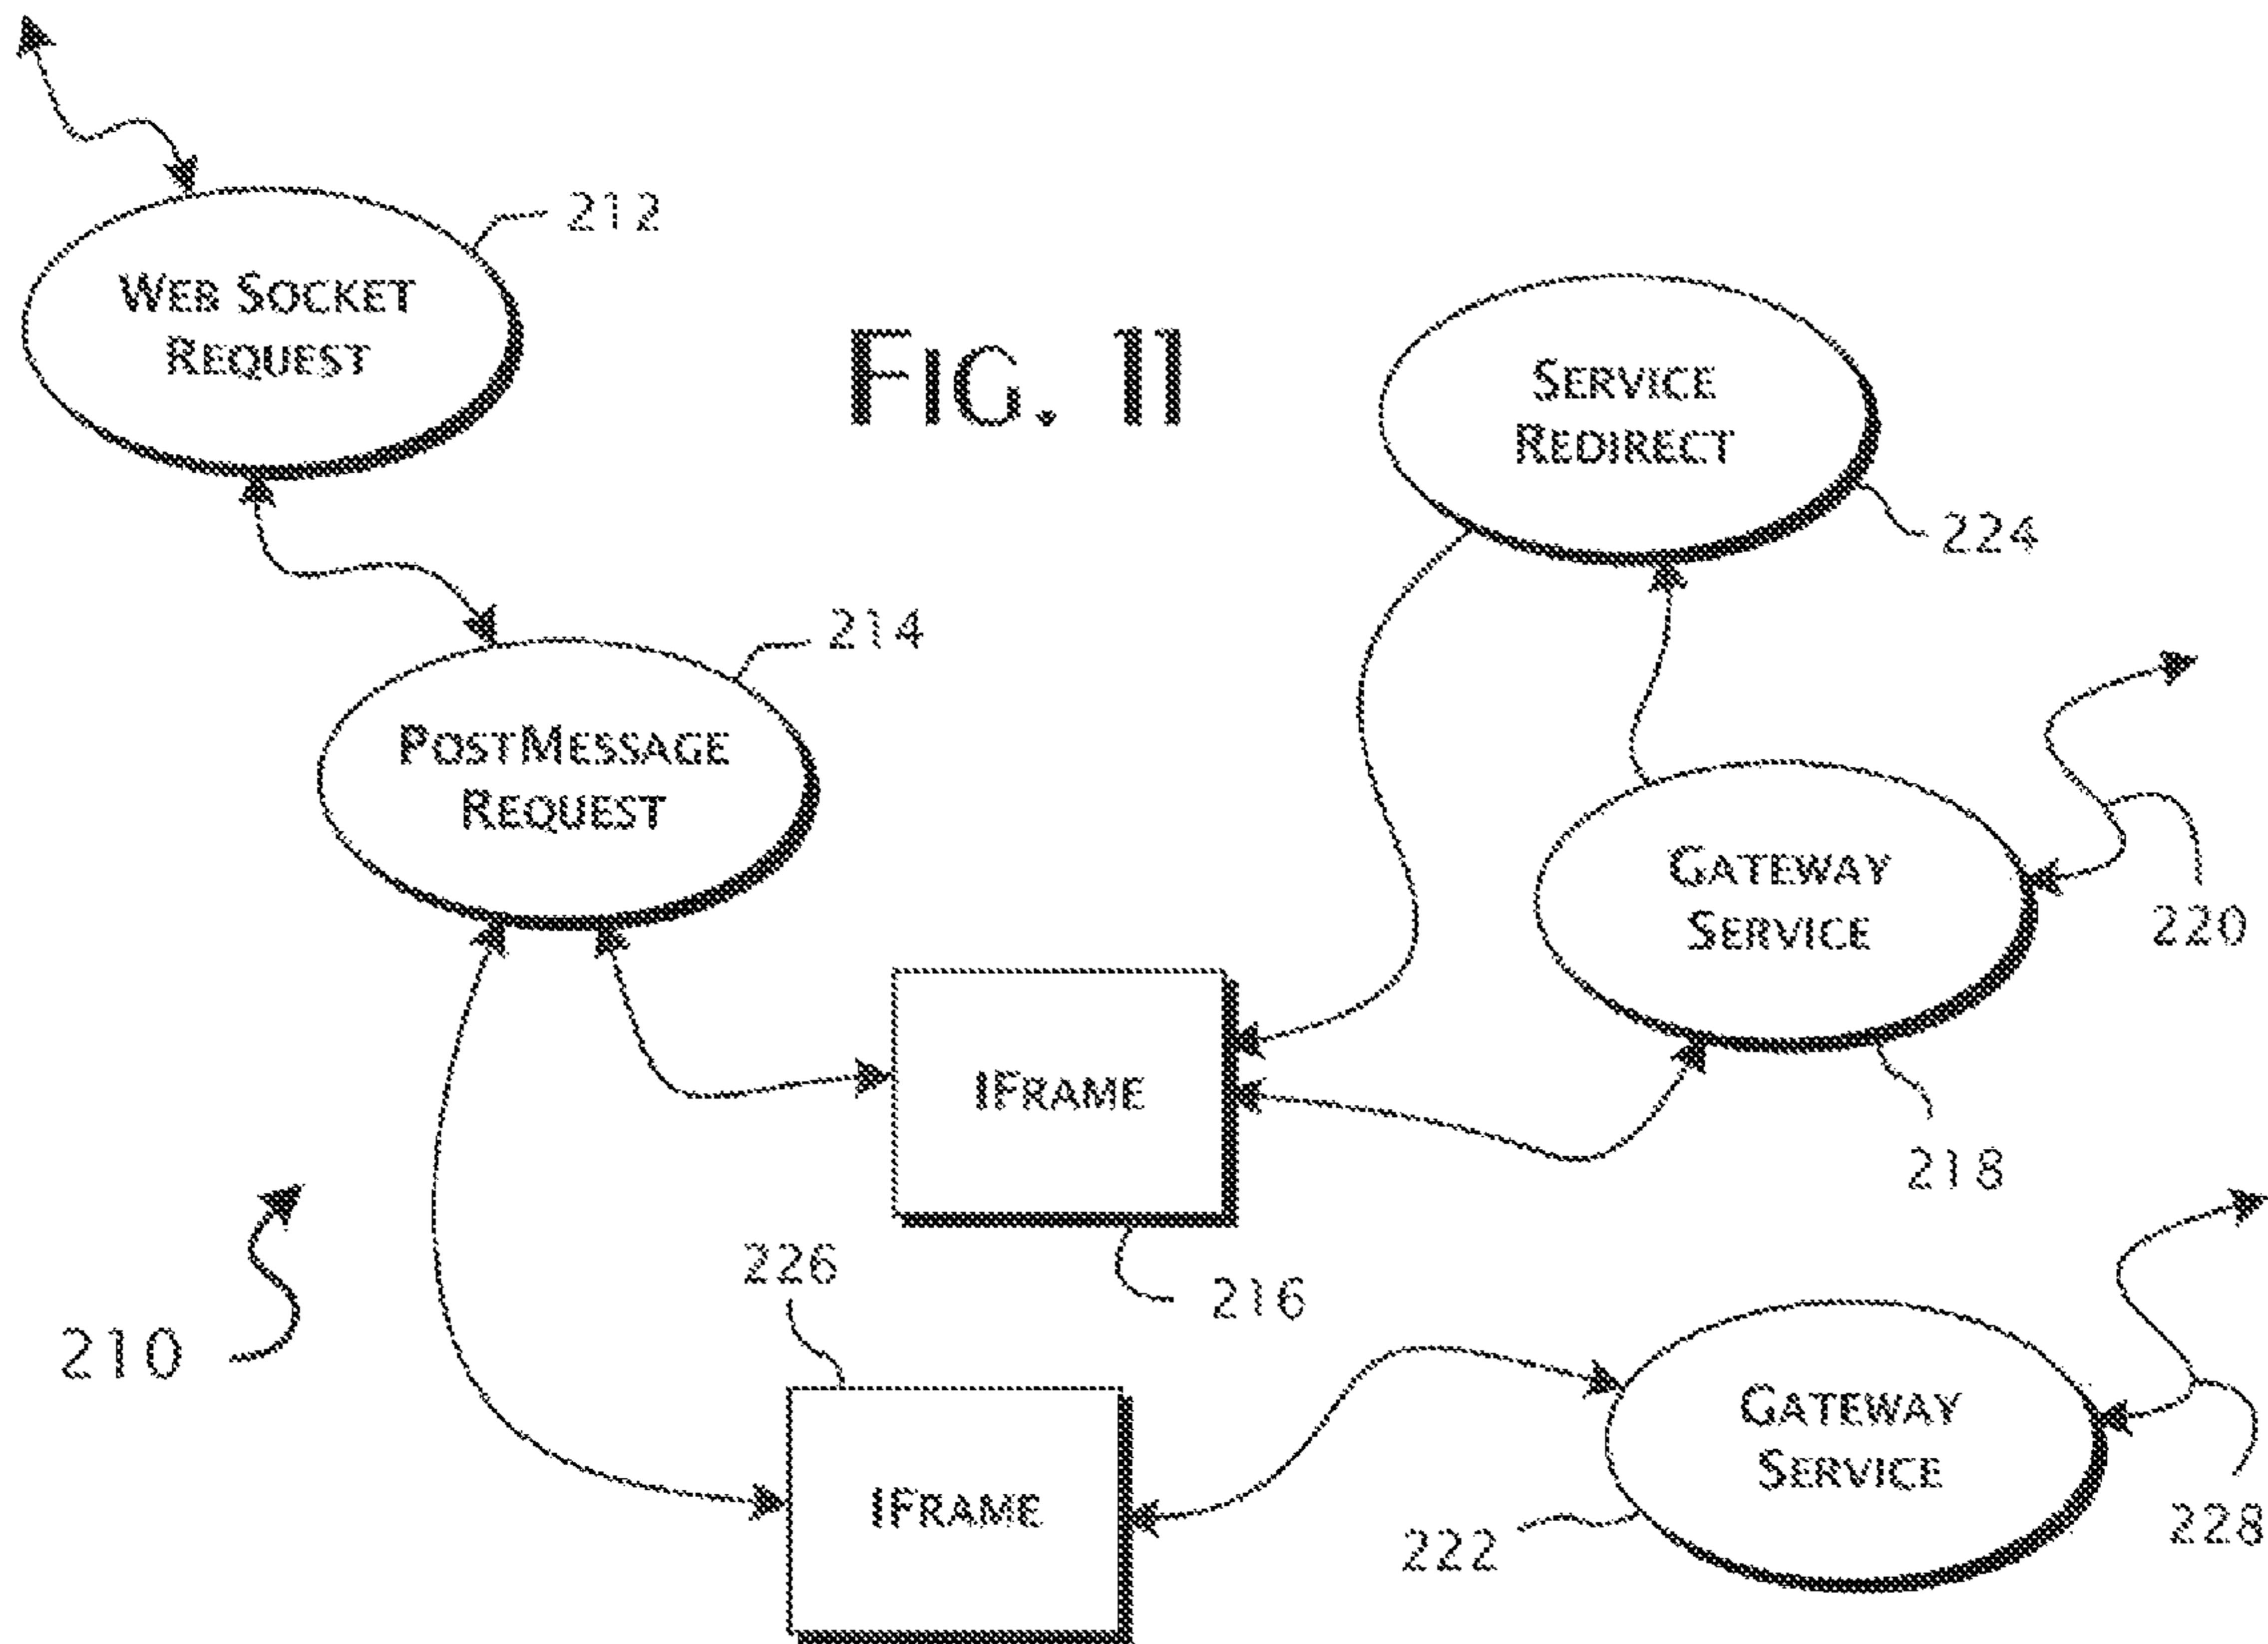 212
WEB SOCKET
REQUEST
FIG. 11
SERVICE
REDIRECT
224
214
POSTMESSAGE
REQUEST
GATEWAY
SERVICE
220
IFRAME
218
226
216
210
GATEWAY
SERVICE
IFRAME
222
228